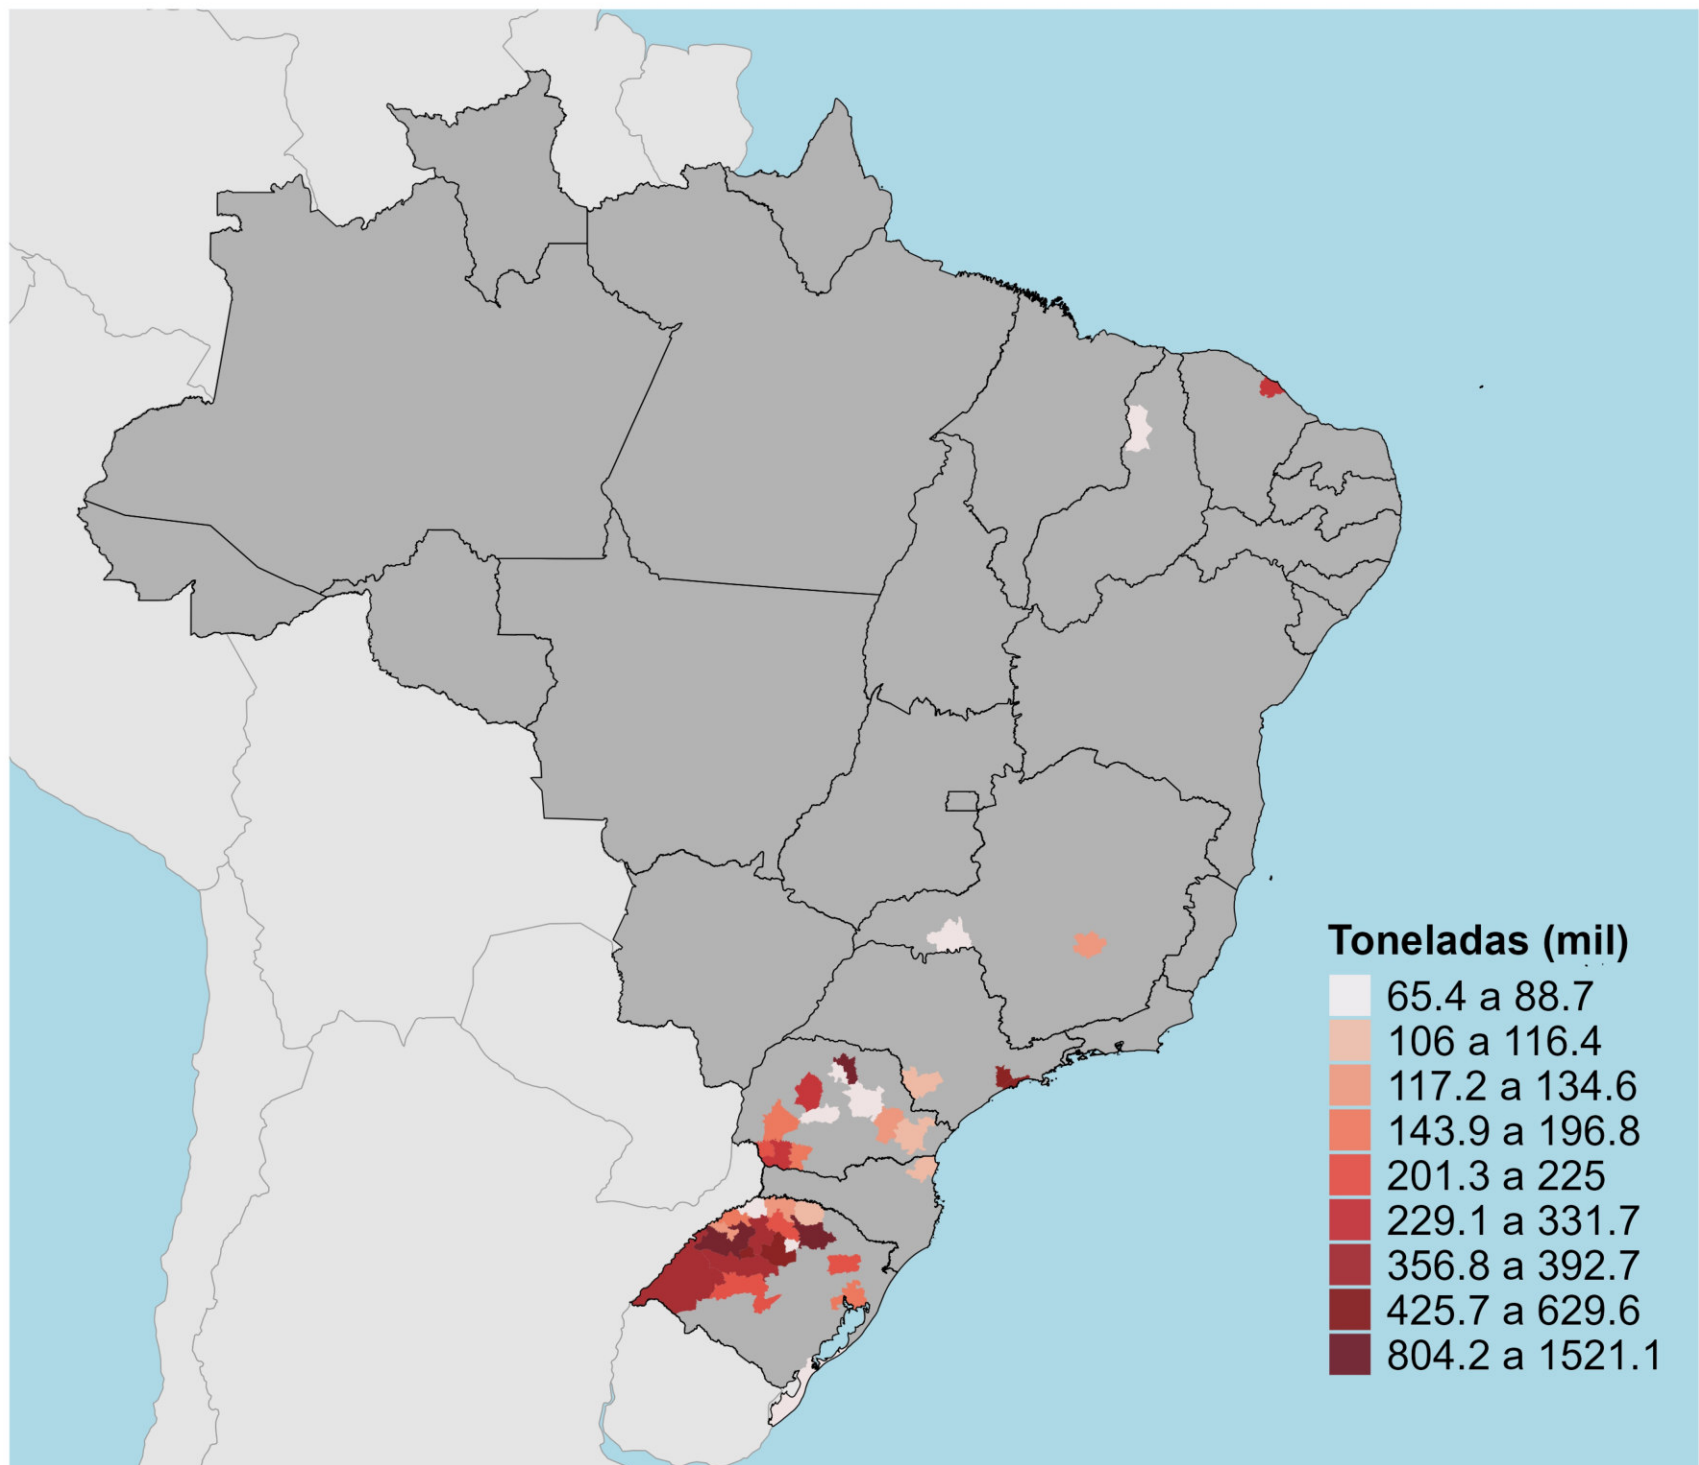 Toneladas (mil)
65.4 a 88.7
106 a 116.4
117.2 a 134.6
143.9 a 196.8
201.3 a 225
229.1 a 331.7
356.8 a 392.7
425.7 a 629.6
804.2 a 1521.1